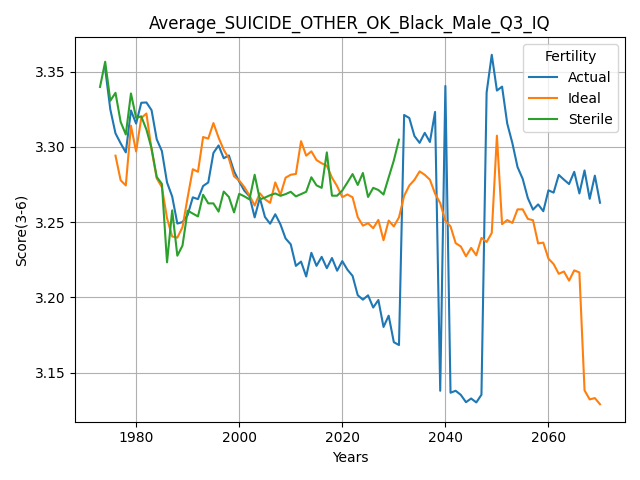 Average_SUICIDE_OTHER_OK_Black_Male_Q3_IQ
Fertility
Actual
Ideal
Sterile
Score(3-6)
3.35
3.30
3.25
3.20
3.15
1980
2000
2020
2040
2060
Years